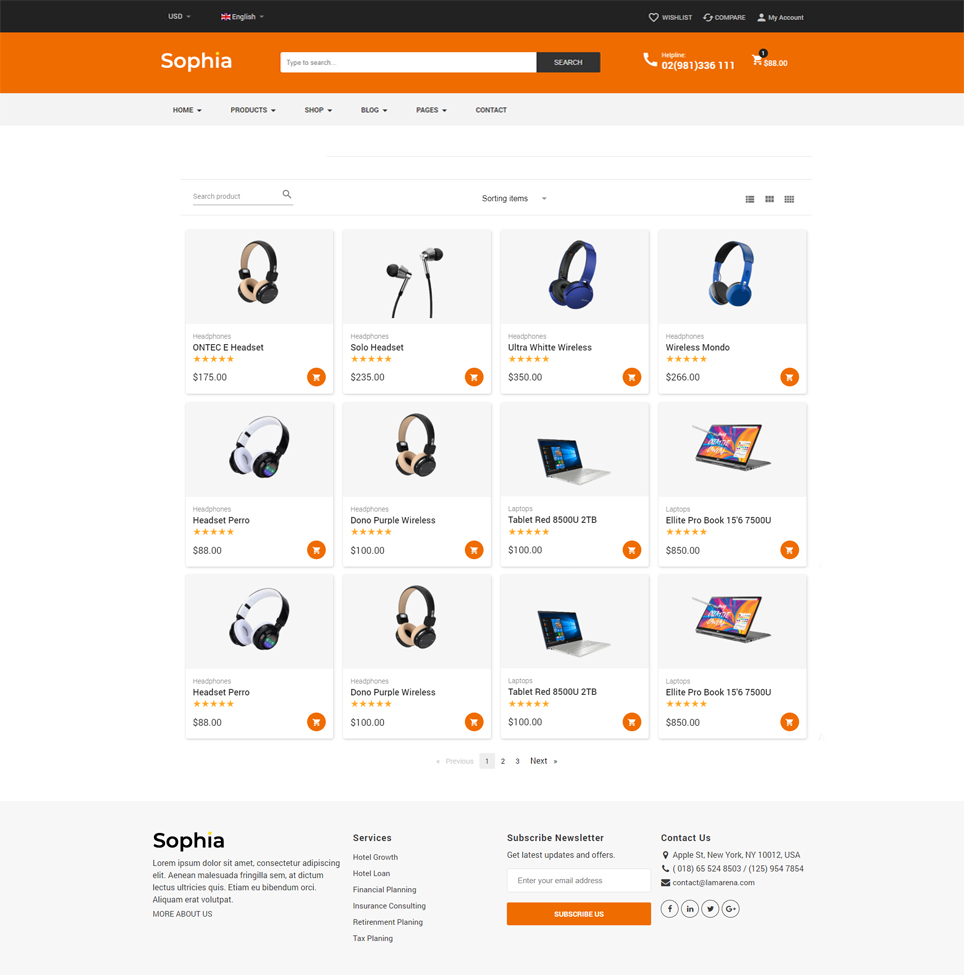 USD English WISHLIST COMPARE My Account
Sophia Type to search... SEARCH Helpline: 1
02(981)336 111 $88.00
HOME PRODUCTS SHOP BLOG PAGES CONTACT
Search product Sorting items
Headphones Headphones Headphones Headphones
ONTEC E Headset Solo Headset Ultra Whitte Wireless Wireless Mondo
$175.00 $235.00 $350.00 $266.00
Headphones Headphones Laptops Laptops
Headset Perro Dono Purple Wireless Tablet Red 8500U 2TB Ellite Pro Book 15'6 7500U
$88.00 $100.00 $100.00 $850.00
Headphones Headphones Laptops Laptops
Headset Perro Dono Purple Wireless Tablet Red 8500U 2TB Ellite Pro Book 15'6 7500U
$88.00 $100.00 $100.00 $850.00
« Previous 1 2 3 Next »
Sophia
Lorem ipsum dolor sit amet, consectetur adipiscing
elit. Aenean malesuada fringilla sem, at dictum
lectus ultricies quis. Etiam eu bibendum orci.
Aliquam erat volutpat.
MORE ABOUT US
Services
Hotel Growth
Hotel Loan
Financial Planning
Insurance Consulting
Retirenment Planing
Tax Planing
Subscribe Newsletter
Get latest updates and offers.
Enter your email address
SUBSCRIBE US
Contact Us
Apple St, New York, NY 10012, USA
( 018) 65 524 8503 / (125) 954 7854
contact@lamarena.com